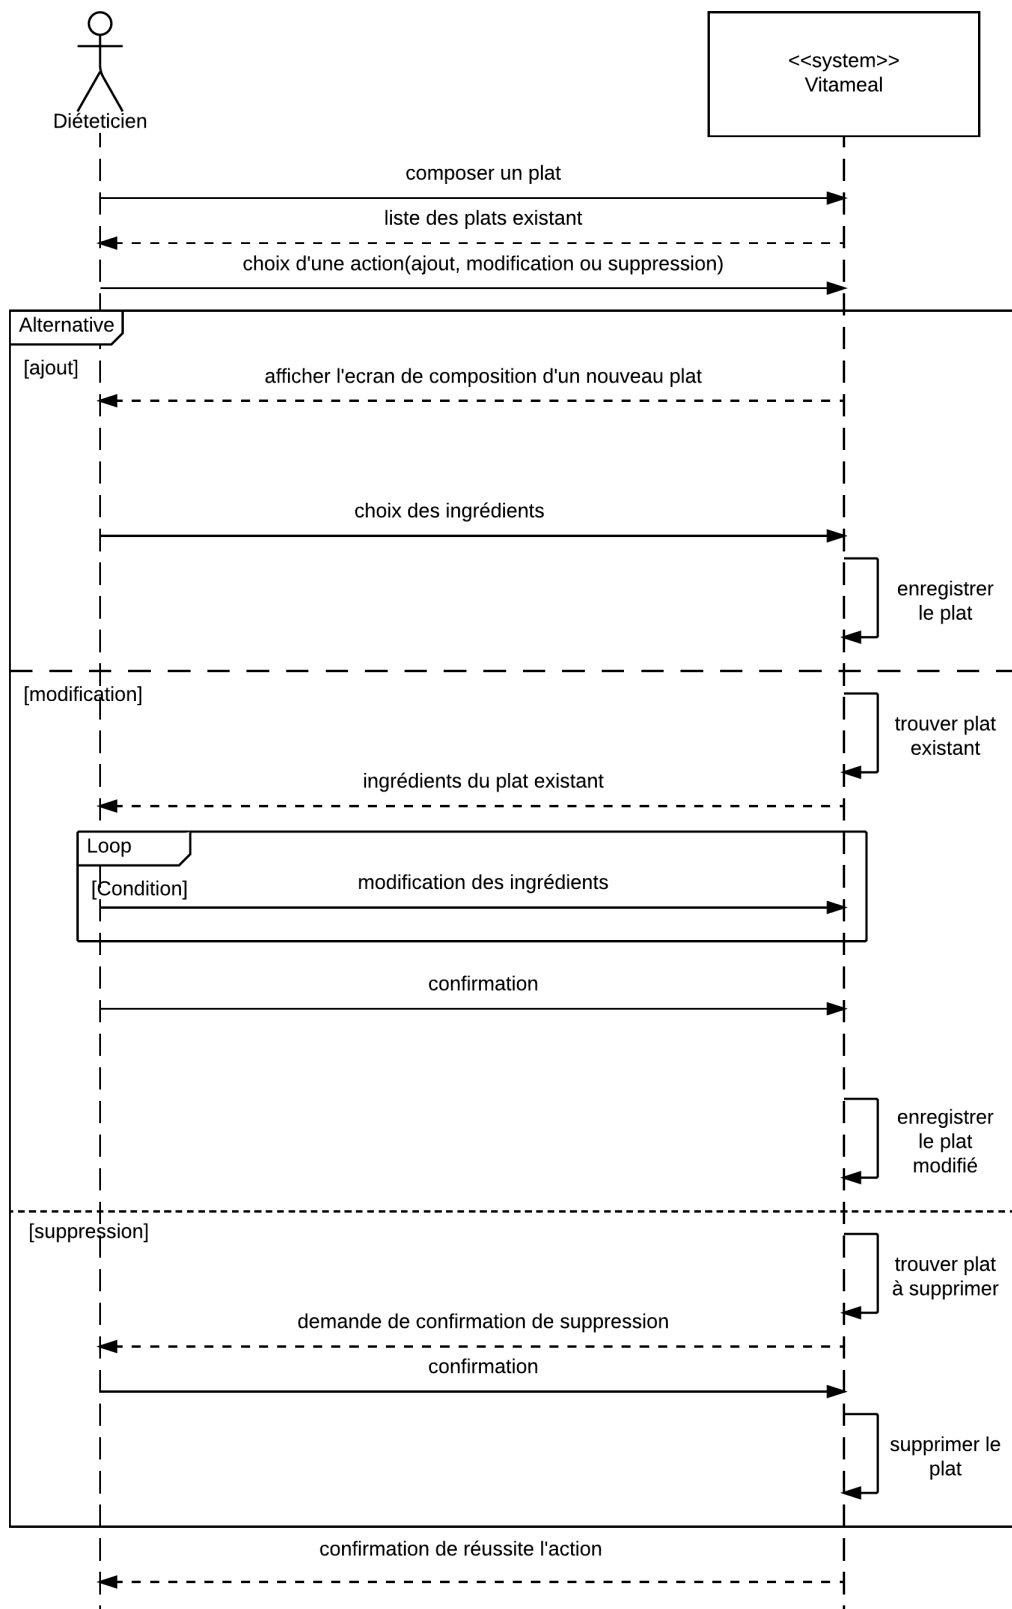 Diéteticien
<<system>>
Vitameal
composer un plat
liste des plats existant
choix d'une action(ajout, modification ou suppression)
Alternative
[ajout]
afficher l'ecran de composition d'un nouveau plat
choix des ingrédients
enregistrer
le plat
[modification]
trouver plat
existant
ingrédients du plat existant
Loop
[Condition]
modification des ingrédients
confirmation
enregistrer
le plat
modifié
[suppression]
trouver plat
à supprimer
demande de confirmation de suppression
confirmation
supprimer le
plat
confirmation de réussite l'action